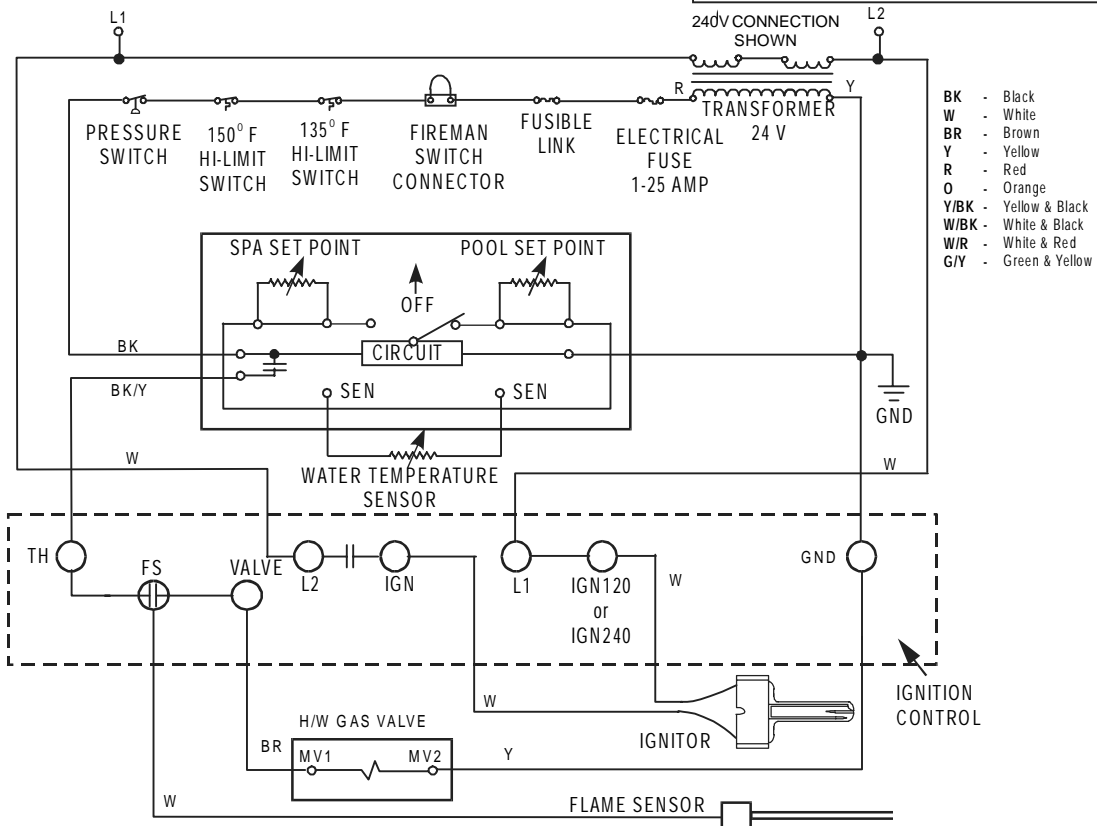 L1
240V CONNECTION
SHOWN
L2
R
Y
PRESSURE
SWITCH
150° F
HI-LIMIT
SWITCH
135° F
HI-LIMIT
SWITCH
FIREMAN
SWITCH
CONNECTOR
FUSIBLE
LINK
ELECTRICAL
FUSE
1-25 AMP
TRANSFORMER
24 V
BK - Black
W - White
BR - Brown
Y - Yellow
R - Red
O - Orange
Y/BK - Yellow & Black
W/BK - White & Black
W/R - White & Red
G/Y - Green & Yellow
SPA SET POINT
POOL SET POINT
OFF
BK
CIRCUIT
BK/Y
SEN
SEN
GND
W
WATER TEMPERATURE
SENSOR
W
TH
FS
VALVE
L2
IGN
L1
IGN120
or
IGN240
W
GND
IGNITION
CONTROL
W
IGNITOR
H/W GAS VALVE
BR
MV1
MV2
Y
W
FLAME SENSOR